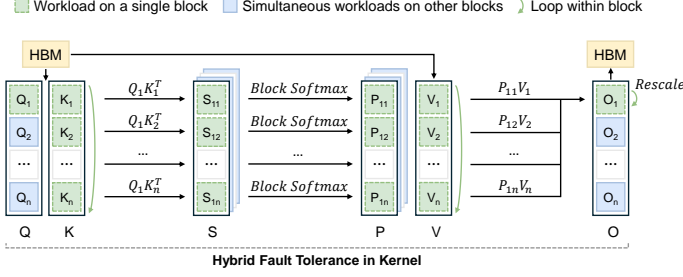 Workload on a single block Simultaneous workloads on other blocks Loop within block
HBM HBM
Rescale
Q₁ K₁ Q₁K₁ᵀ S₁₁ Block Softmax P₁₁ V₁ P₁₁V₁ O₁
Q₂ K₂ Q₁K₂ᵀ S₁₂ Block Softmax P₁₂ V₂ P₁₂V₂ O₂
... ... ... ... ... ... ... ... ...
Qₙ Kₙ Q₁Kₙᵀ S₁ₙ Block Softmax P₁ₙ Vₙ P₁ₙVₙ Oₙ
Q K S P V O
Hybrid Fault Tolerance in Kernel